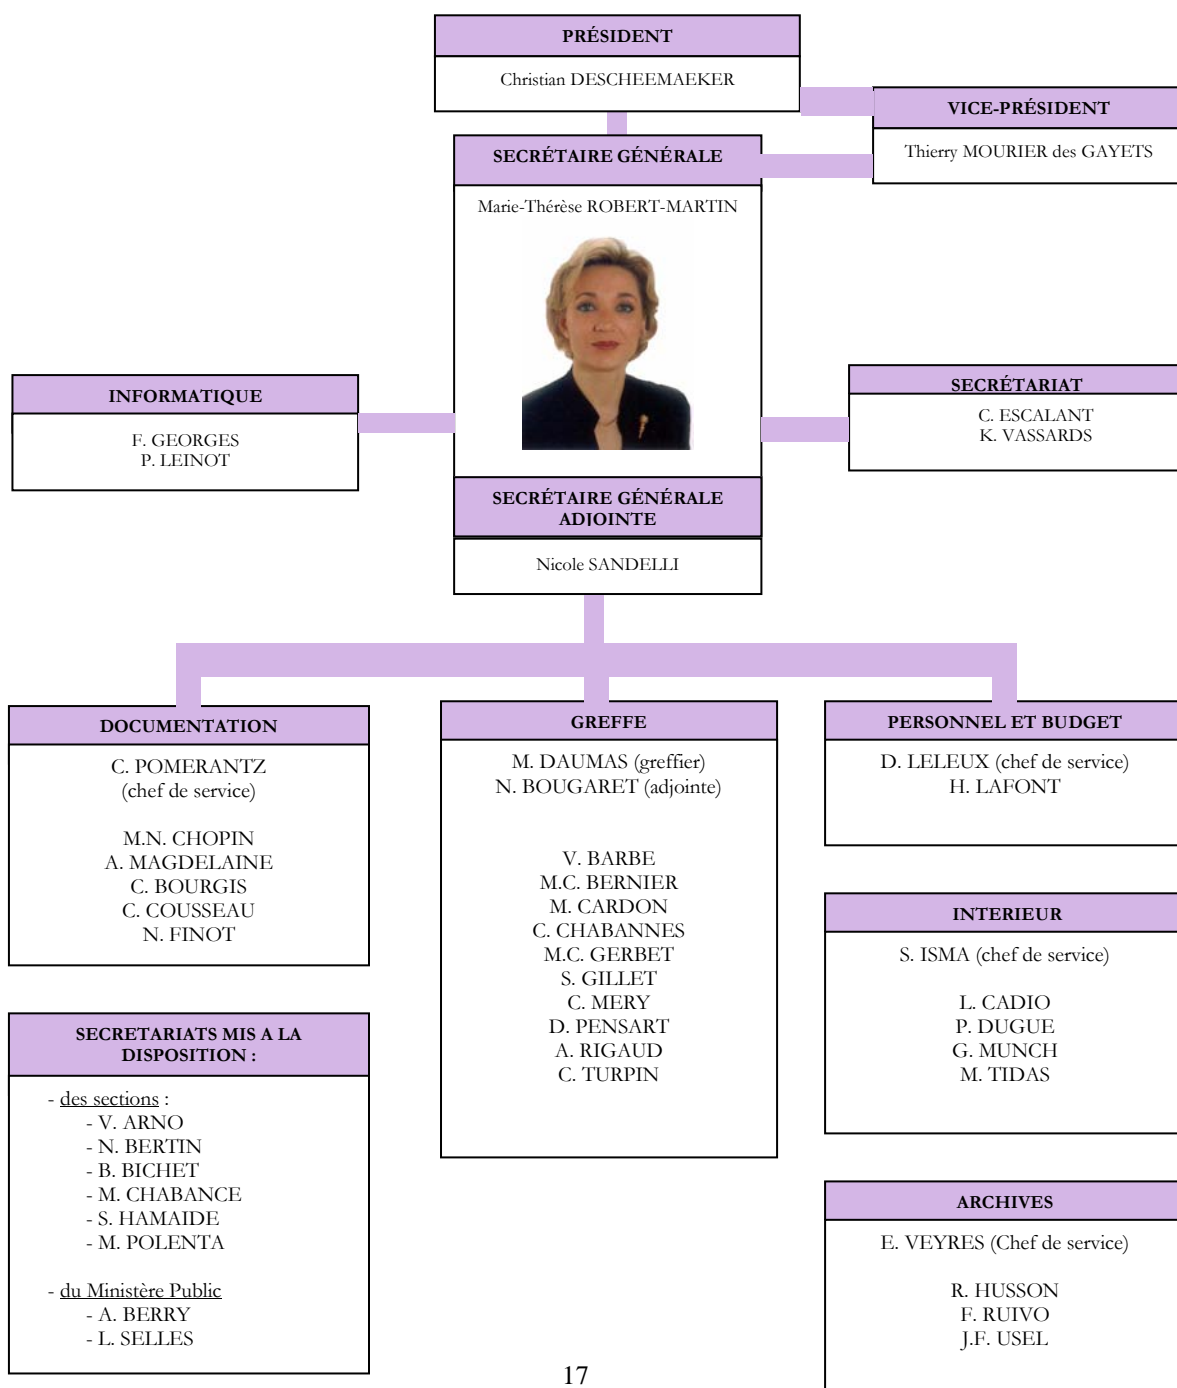 PRÉSIDENT
Christian DESCHEEMAEKER
VICE-PRÉSIDENT
Thierry MOURIER des GAYETS
SECRÉTAIRE GÉNÉRALE
Marie-Thérèse ROBERT-MARTIN
INFORMATIQUE
F. GEORGES
P. LEINOT
SECRÉTARIAT
C. ESCALANT
K. VASSARDS
SECRÉTAIRE GÉNÉRALE
ADJOINTE
Nicole SANDELLI
DOCUMENTATION
C. POMERANTZ
(chef de service)
M.N. CHOPIN
A. MAGDELAINE
C. BOURGIS
C. COUSSEAU
N. FINOT
SECRETARIATS MIS A LA
DISPOSITION :
- des sections :
- V. ARNO
- N. BERTIN
- B. BICHET
- M. CHABANCE
- S. HAMAIDE
- M. POLENTA
- du Ministère Public
- A. BERRY
- L. SELLES
GREFFE
M. DAUMAS (greffier)
N. BOUGARET (adjointe)
V. BARBE
M.C. BERNIER
M. CARDON
C. CHABANNES
M.C. GERBET
S. GILLET
C. MERY
D. PENSART
A. RIGAUD
C. TURPIN
PERSONNEL ET BUDGET
D. LELEUX (chef de service)
H. LAFONT
INTERIEUR
S. ISMA (chef de service)
L. CADIO
P. DUGUE
G. MUNCH
M. TIDAS
ARCHIVES
E. VEYRES (Chef de service)
R. HUSSON
F. RUIVO
J.F. USEL
17